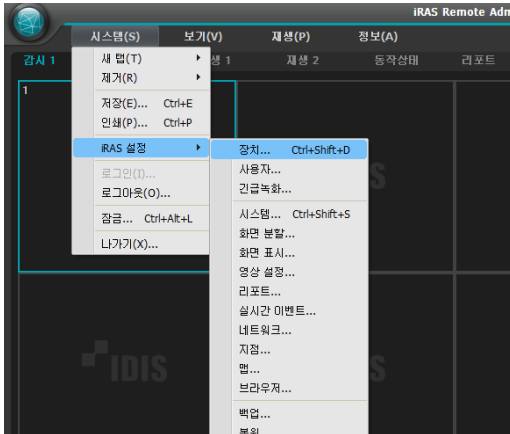 iRAS Remote Adm
시스템(S) 보기(V) 재생(P) 정보(A)
감시 1 생 1 재생 2 동작상태 리포트
1
새 탭(T)
제거(R)
저장(E)... Ctrl+E
인쇄(P)... Ctrl+P
iRAS 설정
로그인(I)...
로그아웃(O)...
잠금... Ctrl+Alt+L
나가기(X)...
장치... Ctrl+Shift+D
사용자...
긴급녹화...
시스템... Ctrl+Shift+S
화면 분할...
화면 표시...
영상 설정...
리포트...
실시간 이벤트...
네트워크...
지점...
맵...
브라우저...
백업...
복원
S
IDIS
S